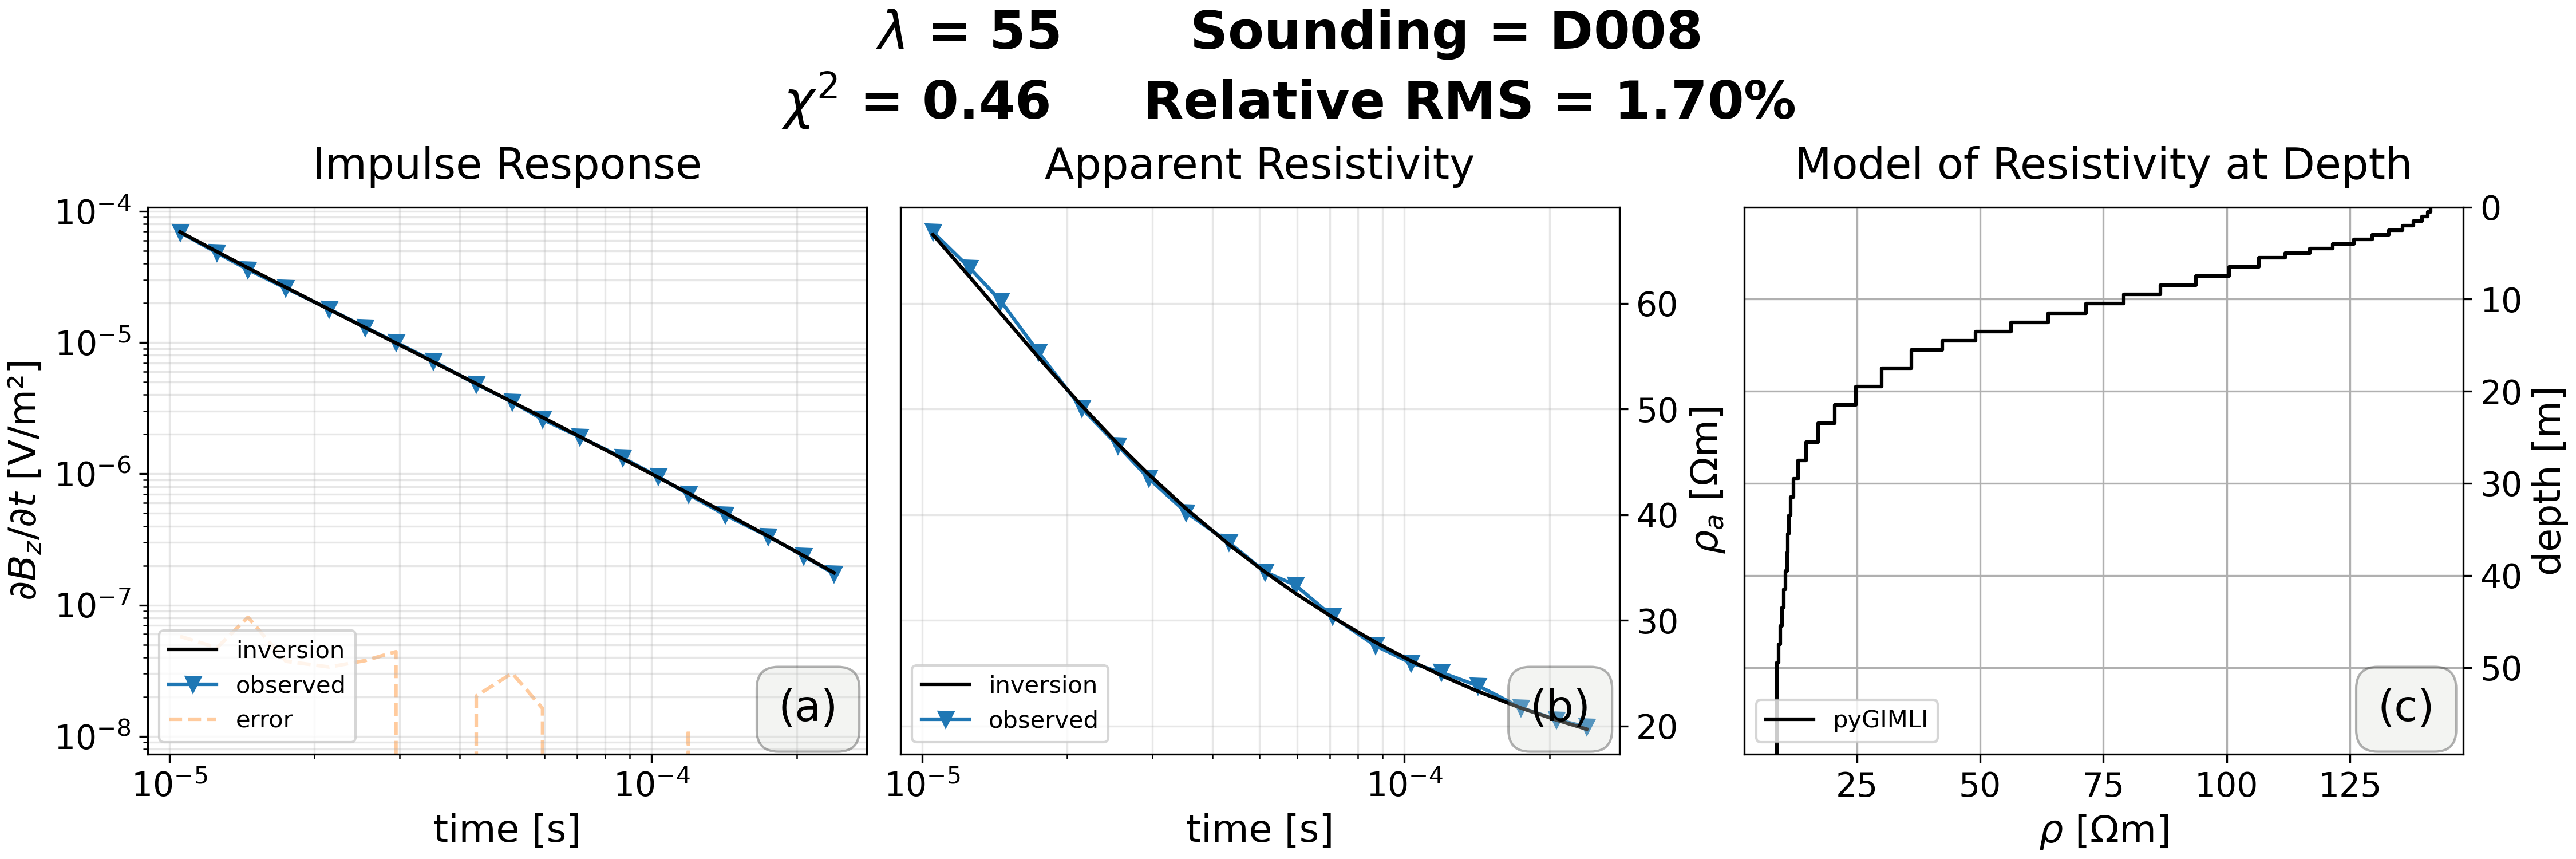 λ = 55 Sounding = D008
χ² = 0.46 Relative RMS = 1.70%
Impulse Response
Apparent Resistivity
Model of Resistivity at Depth
∂B_z/∂t [V/m²]
10⁻⁴
10⁻⁵
10⁻⁶
10⁻⁷
10⁻⁸
inversion
observed
error
(a)
10⁻⁵
10⁻⁴
time [s]
60
50
40
30
20
ρ_a [Ωm]
inversion
observed
(b)
10⁻⁵
10⁻⁴
time [s]
0
10
20
30
40
50
depth [m]
pyGIMLI
(c)
25
50
75
100
125
ρ [Ωm]